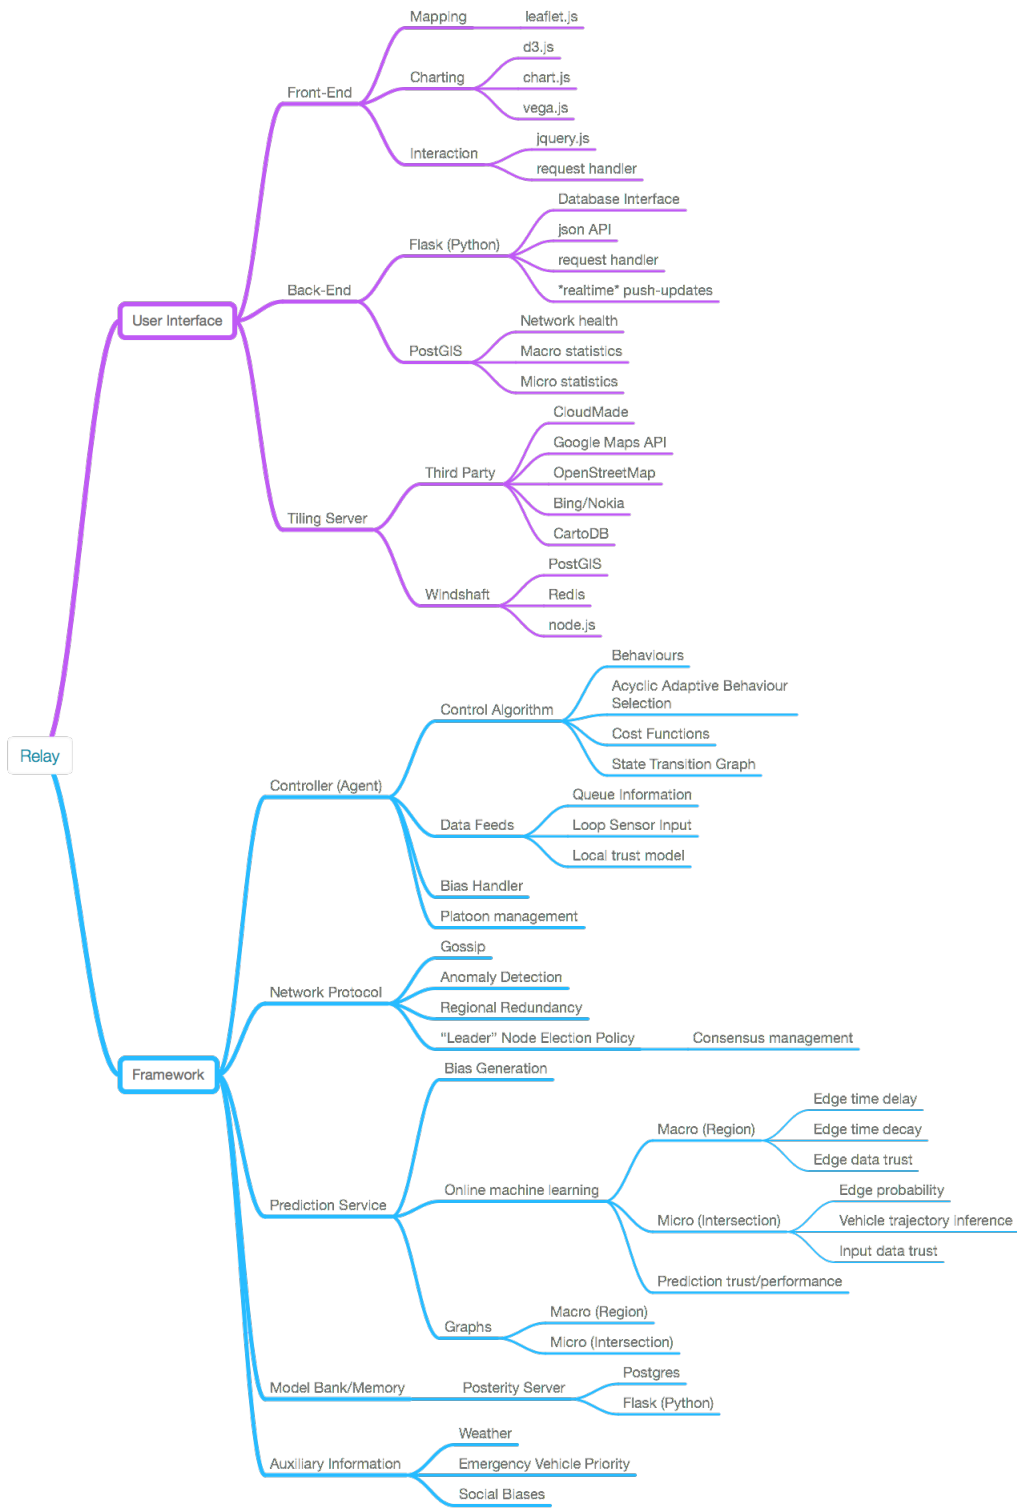 Mapping
leaflet.js
d3.js
Charting
chart.js
Front-End
vega.js
jquery.js
Interaction
request handler
Database Interface
json API
Flask (Python)
request handler
Back-End
*realtime* push-updates
User Interface
Network health
PostGIS
Macro statistics
Micro statistics
CloudMade
Google Maps API
Third Party
OpenStreetMap
Bing/Nokia
Tiling Server
CartoDB
PostGIS
Windshaft
Redis
node.js
Behaviours
Acyclic Adaptive Behaviour
Selection
Control Algorithm
Cost Functions
Relay
State Transition Graph
Controller (Agent)
Queue Information
Data Feeds
Loop Sensor Input
Local trust model
Bias Handler
Platoon management
Gossip
Anomaly Detection
Network Protocol
Regional Redundancy
“Leader” Node Election Policy
Consensus management
Framework
Bias Generation
Edge time delay
Macro (Region)
Edge time decay
Edge data trust
Online machine learning
Edge probability
Prediction Service
Micro (Intersection)
Vehicle trajectory inference
Input data trust
Prediction trust/performance
Macro (Region)
Graphs
Micro (Intersection)
Postgres
Model Bank/Memory
Posterity Server
Flask (Python)
Weather
Auxiliary Information
Emergency Vehicle Priority
Social Biases